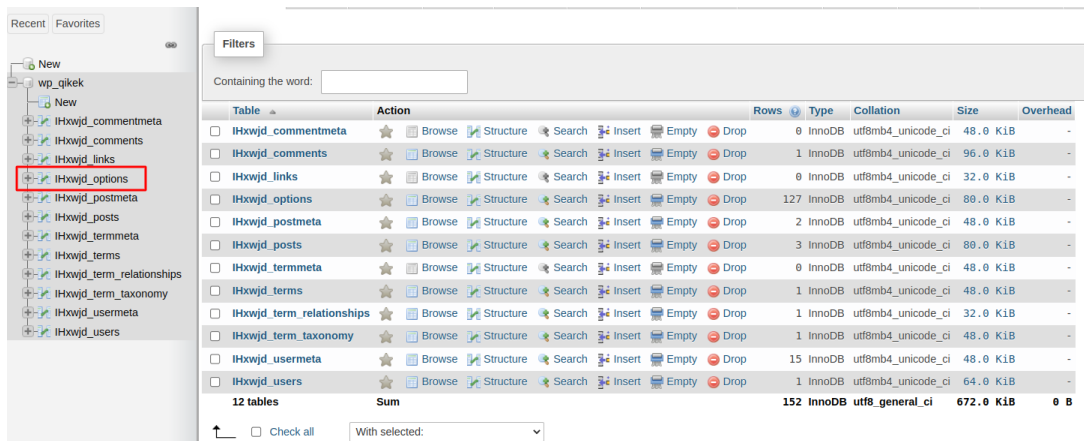 Recent Favorites
New
wp_qikek
New
IHxwjd_commentmeta
IHxwjd_comments
IHxwjd_links
IHxwjd_options
IHxwjd_postmeta
IHxwjd_posts
IHxwjd_termmeta
IHxwjd_terms
IHxwjd_term_relationships
IHxwjd_term_taxonomy
IHxwjd_usermeta
IHxwjd_users
Filters
Containing the word:
Table Action Rows Type Collation Size Overhead
IHxwjd_commentmeta Browse Structure Search Insert Empty Drop 0 InnoDB utf8mb4_unicode_ci 48.0 KiB -
IHxwjd_comments Browse Structure Search Insert Empty Drop 1 InnoDB utf8mb4_unicode_ci 96.0 KiB -
IHxwjd_links Browse Structure Search Insert Empty Drop 0 InnoDB utf8mb4_unicode_ci 32.0 KiB -
IHxwjd_options Browse Structure Search Insert Empty Drop 127 InnoDB utf8mb4_unicode_ci 80.0 KiB -
IHxwjd_postmeta Browse Structure Search Insert Empty Drop 2 InnoDB utf8mb4_unicode_ci 48.0 KiB -
IHxwjd_posts Browse Structure Search Insert Empty Drop 3 InnoDB utf8mb4_unicode_ci 80.0 KiB -
IHxwjd_termmeta Browse Structure Search Insert Empty Drop 0 InnoDB utf8mb4_unicode_ci 48.0 KiB -
IHxwjd_terms Browse Structure Search Insert Empty Drop 1 InnoDB utf8mb4_unicode_ci 48.0 KiB -
IHxwjd_term_relationships Browse Structure Search Insert Empty Drop 1 InnoDB utf8mb4_unicode_ci 32.0 KiB -
IHxwjd_term_taxonomy Browse Structure Search Insert Empty Drop 1 InnoDB utf8mb4_unicode_ci 48.0 KiB -
IHxwjd_usermeta Browse Structure Search Insert Empty Drop 15 InnoDB utf8mb4_unicode_ci 48.0 KiB -
IHxwjd_users Browse Structure Search Insert Empty Drop 1 InnoDB utf8mb4_unicode_ci 64.0 KiB -
12 tables Sum 152 InnoDB utf8_general_ci 672.0 KiB 0 B
Check all With selected: